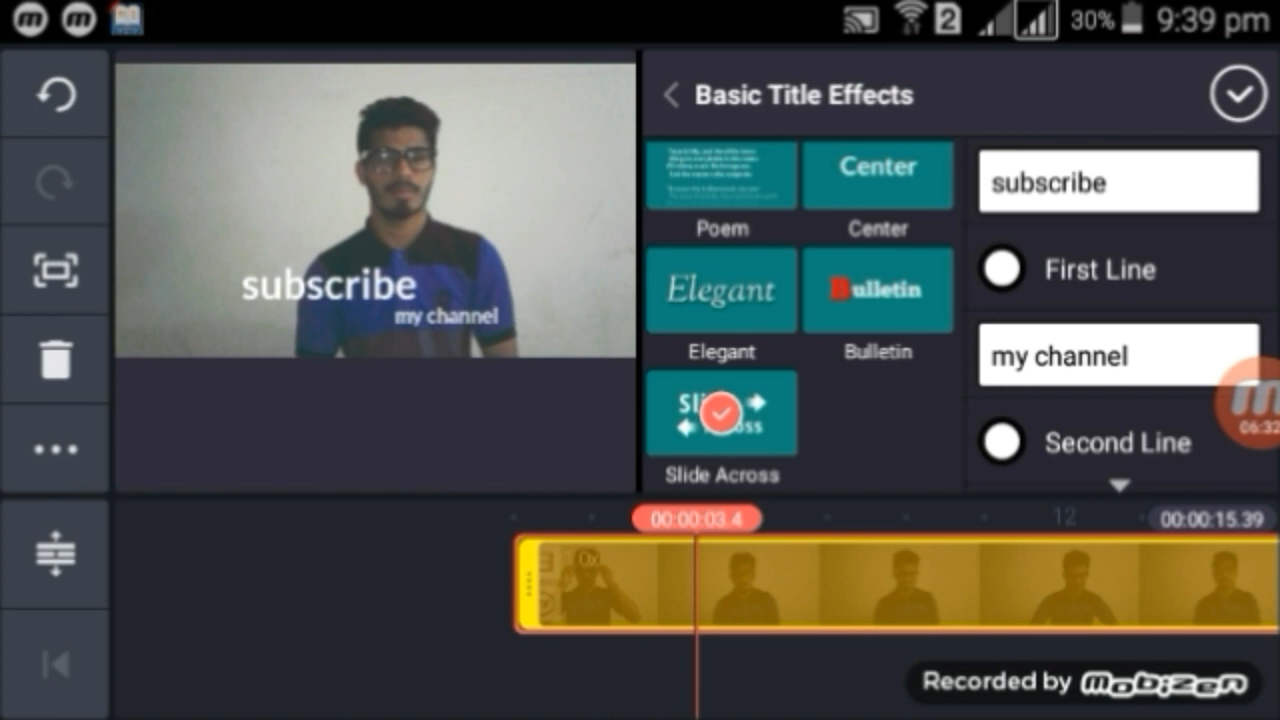 30% 9:39 pm
2
Basic Title Effects
Center
subscribe
Poem
Center
Elegant
Bulletin
First Line
subscribe
my channel
Elegant
Bulletin
my channel
Slide Across
Second Line
06:32
00:00:03.4
12
00:00:15.39
Recorded by mobizen